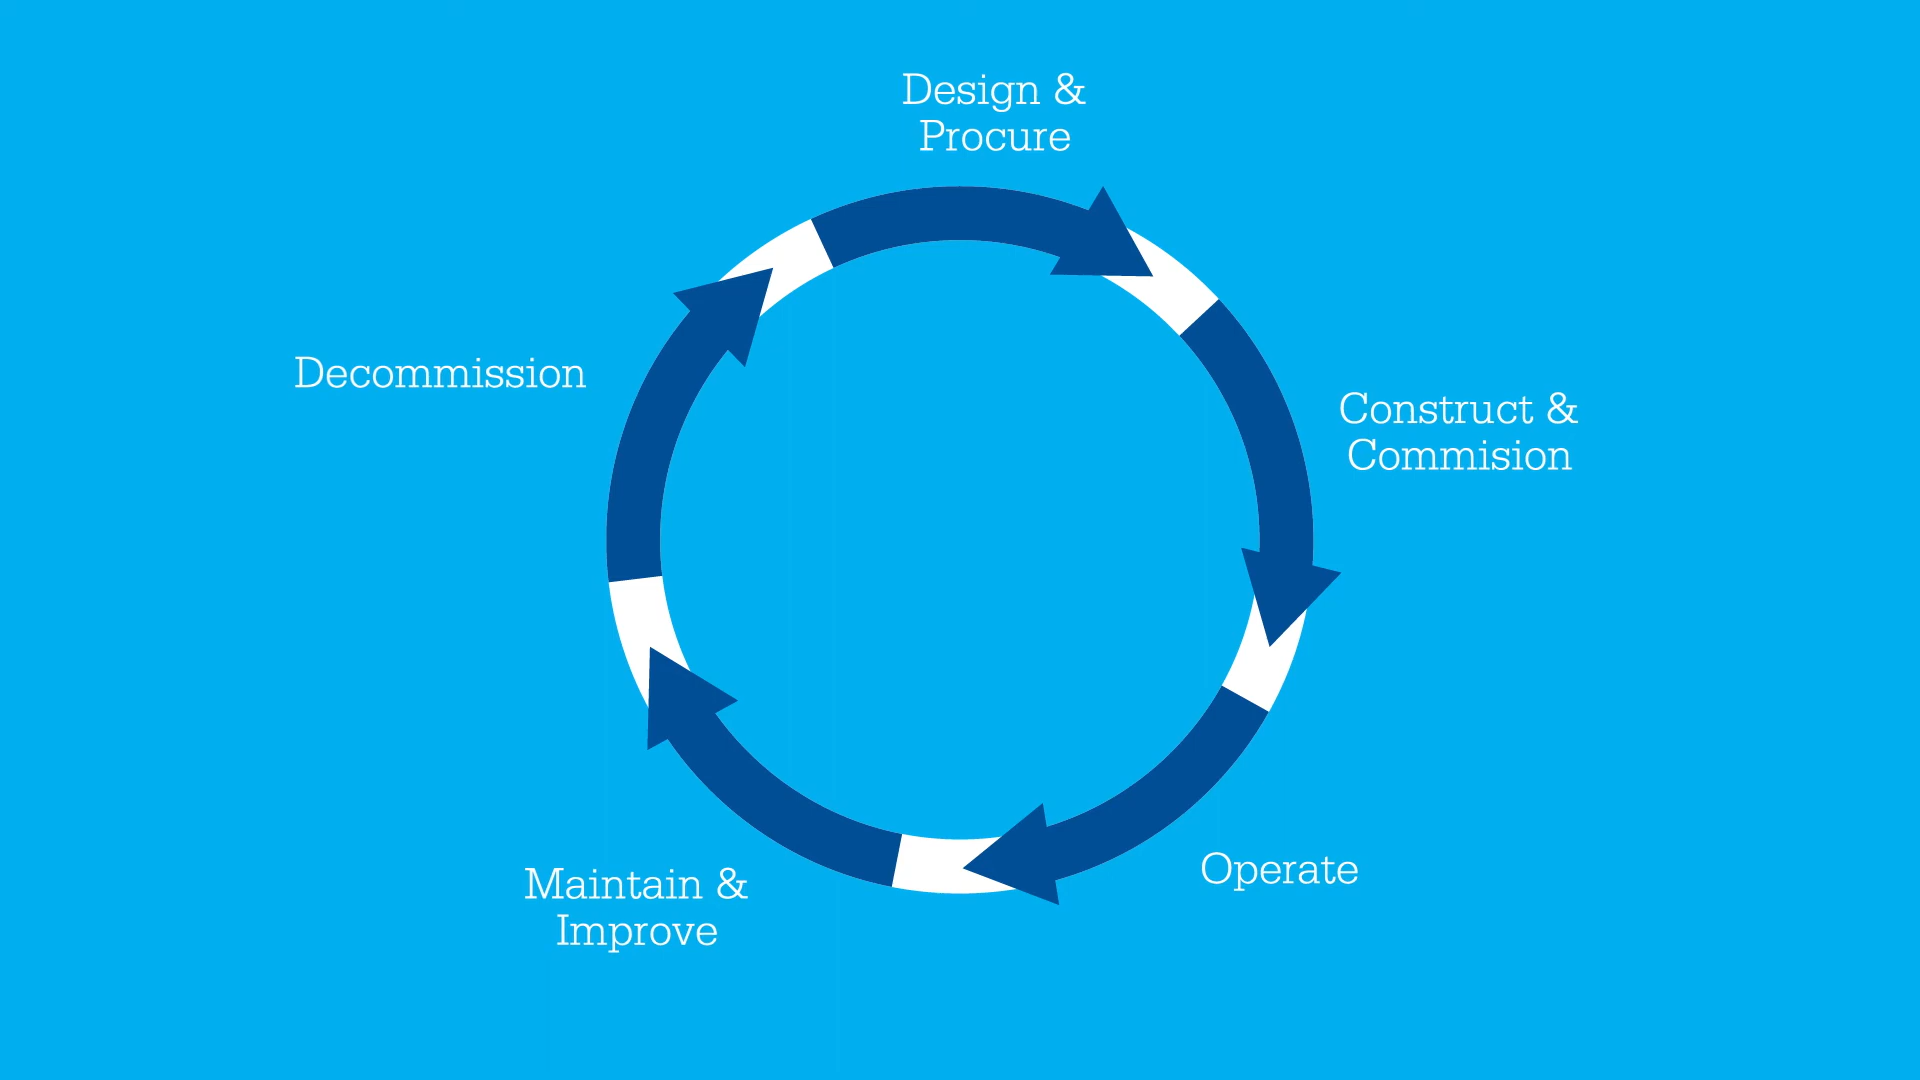 Design &
Procure
Construct &
Commision
Operate
Maintain &
Improve
Decommission